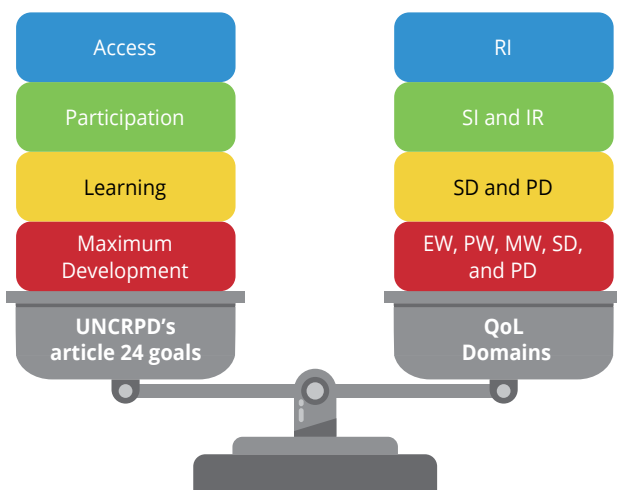 Access
Participation
Learning
Maximum
Development
UNCRPD's
article 24 goals
RI
SI and IR
SD and PD
EW, PW, MW, SD,
and PD
QoL
Domains